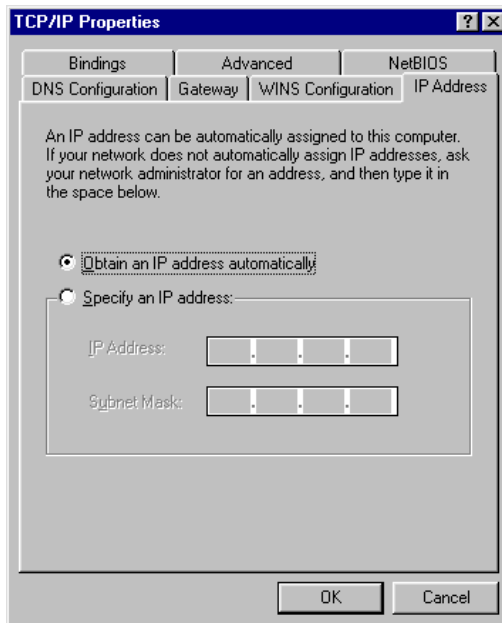 TCP/IP Properties
Bindings Advanced NetBIOS
DNS Configuration Gateway WINS Configuration IP Address
An IP address can be automatically assigned to this computer.
If your network does not automatically assign IP addresses, ask
your network administrator for an address, and then type it in
the space below.
Obtain an IP address automatically
Specify an IP address:
IP Address:
. . .
Subnet Mask:
. . .
OK Cancel